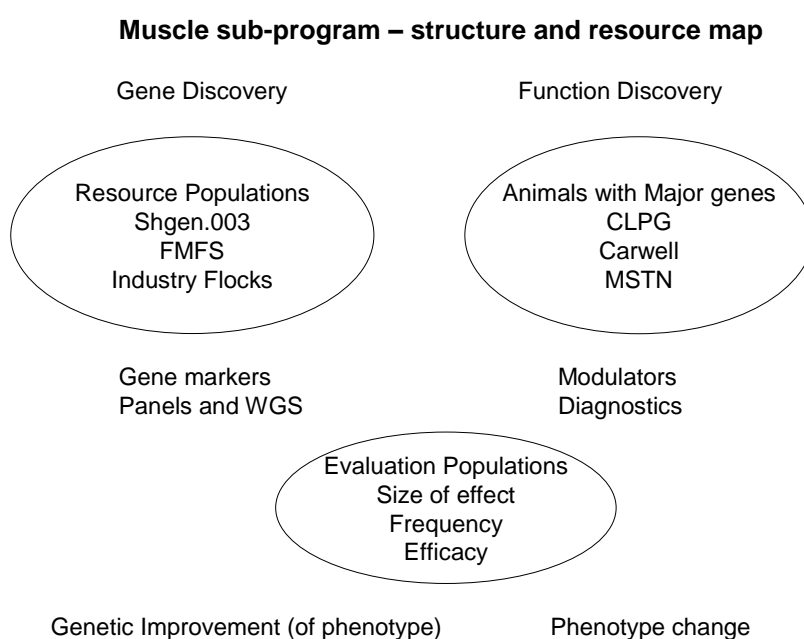 Muscle sub-program – structure and resource map
Gene Discovery
Function Discovery
Resource Populations
Shgen.003
FMFS
Industry Flocks
Animals with Major genes
CLPG
Carwell
MSTN
Gene markers
Panels and WGS
Modulators
Diagnostics
Evaluation Populations
Size of effect
Frequency
Efficacy
Genetic Improvement (of phenotype)
Phenotype change